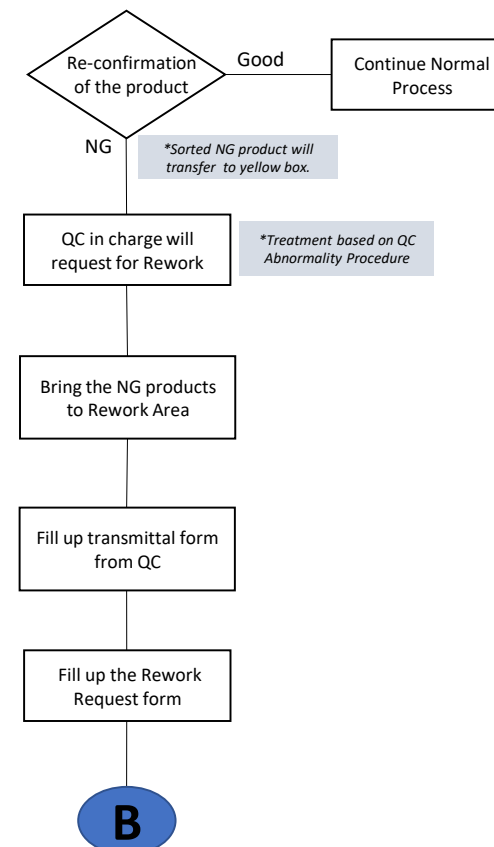 Re-confirmation
of the product
Good
Continue Normal
Process
NG
*Sorted NG product will
transfer to yellow box.
QC in charge will
request for Rework
*Treatment based on QC
Abnormality Procedure
Bring the NG products
to Rework Area
Fill up transmittal form
from QC
Fill up the Rework
Request form
B